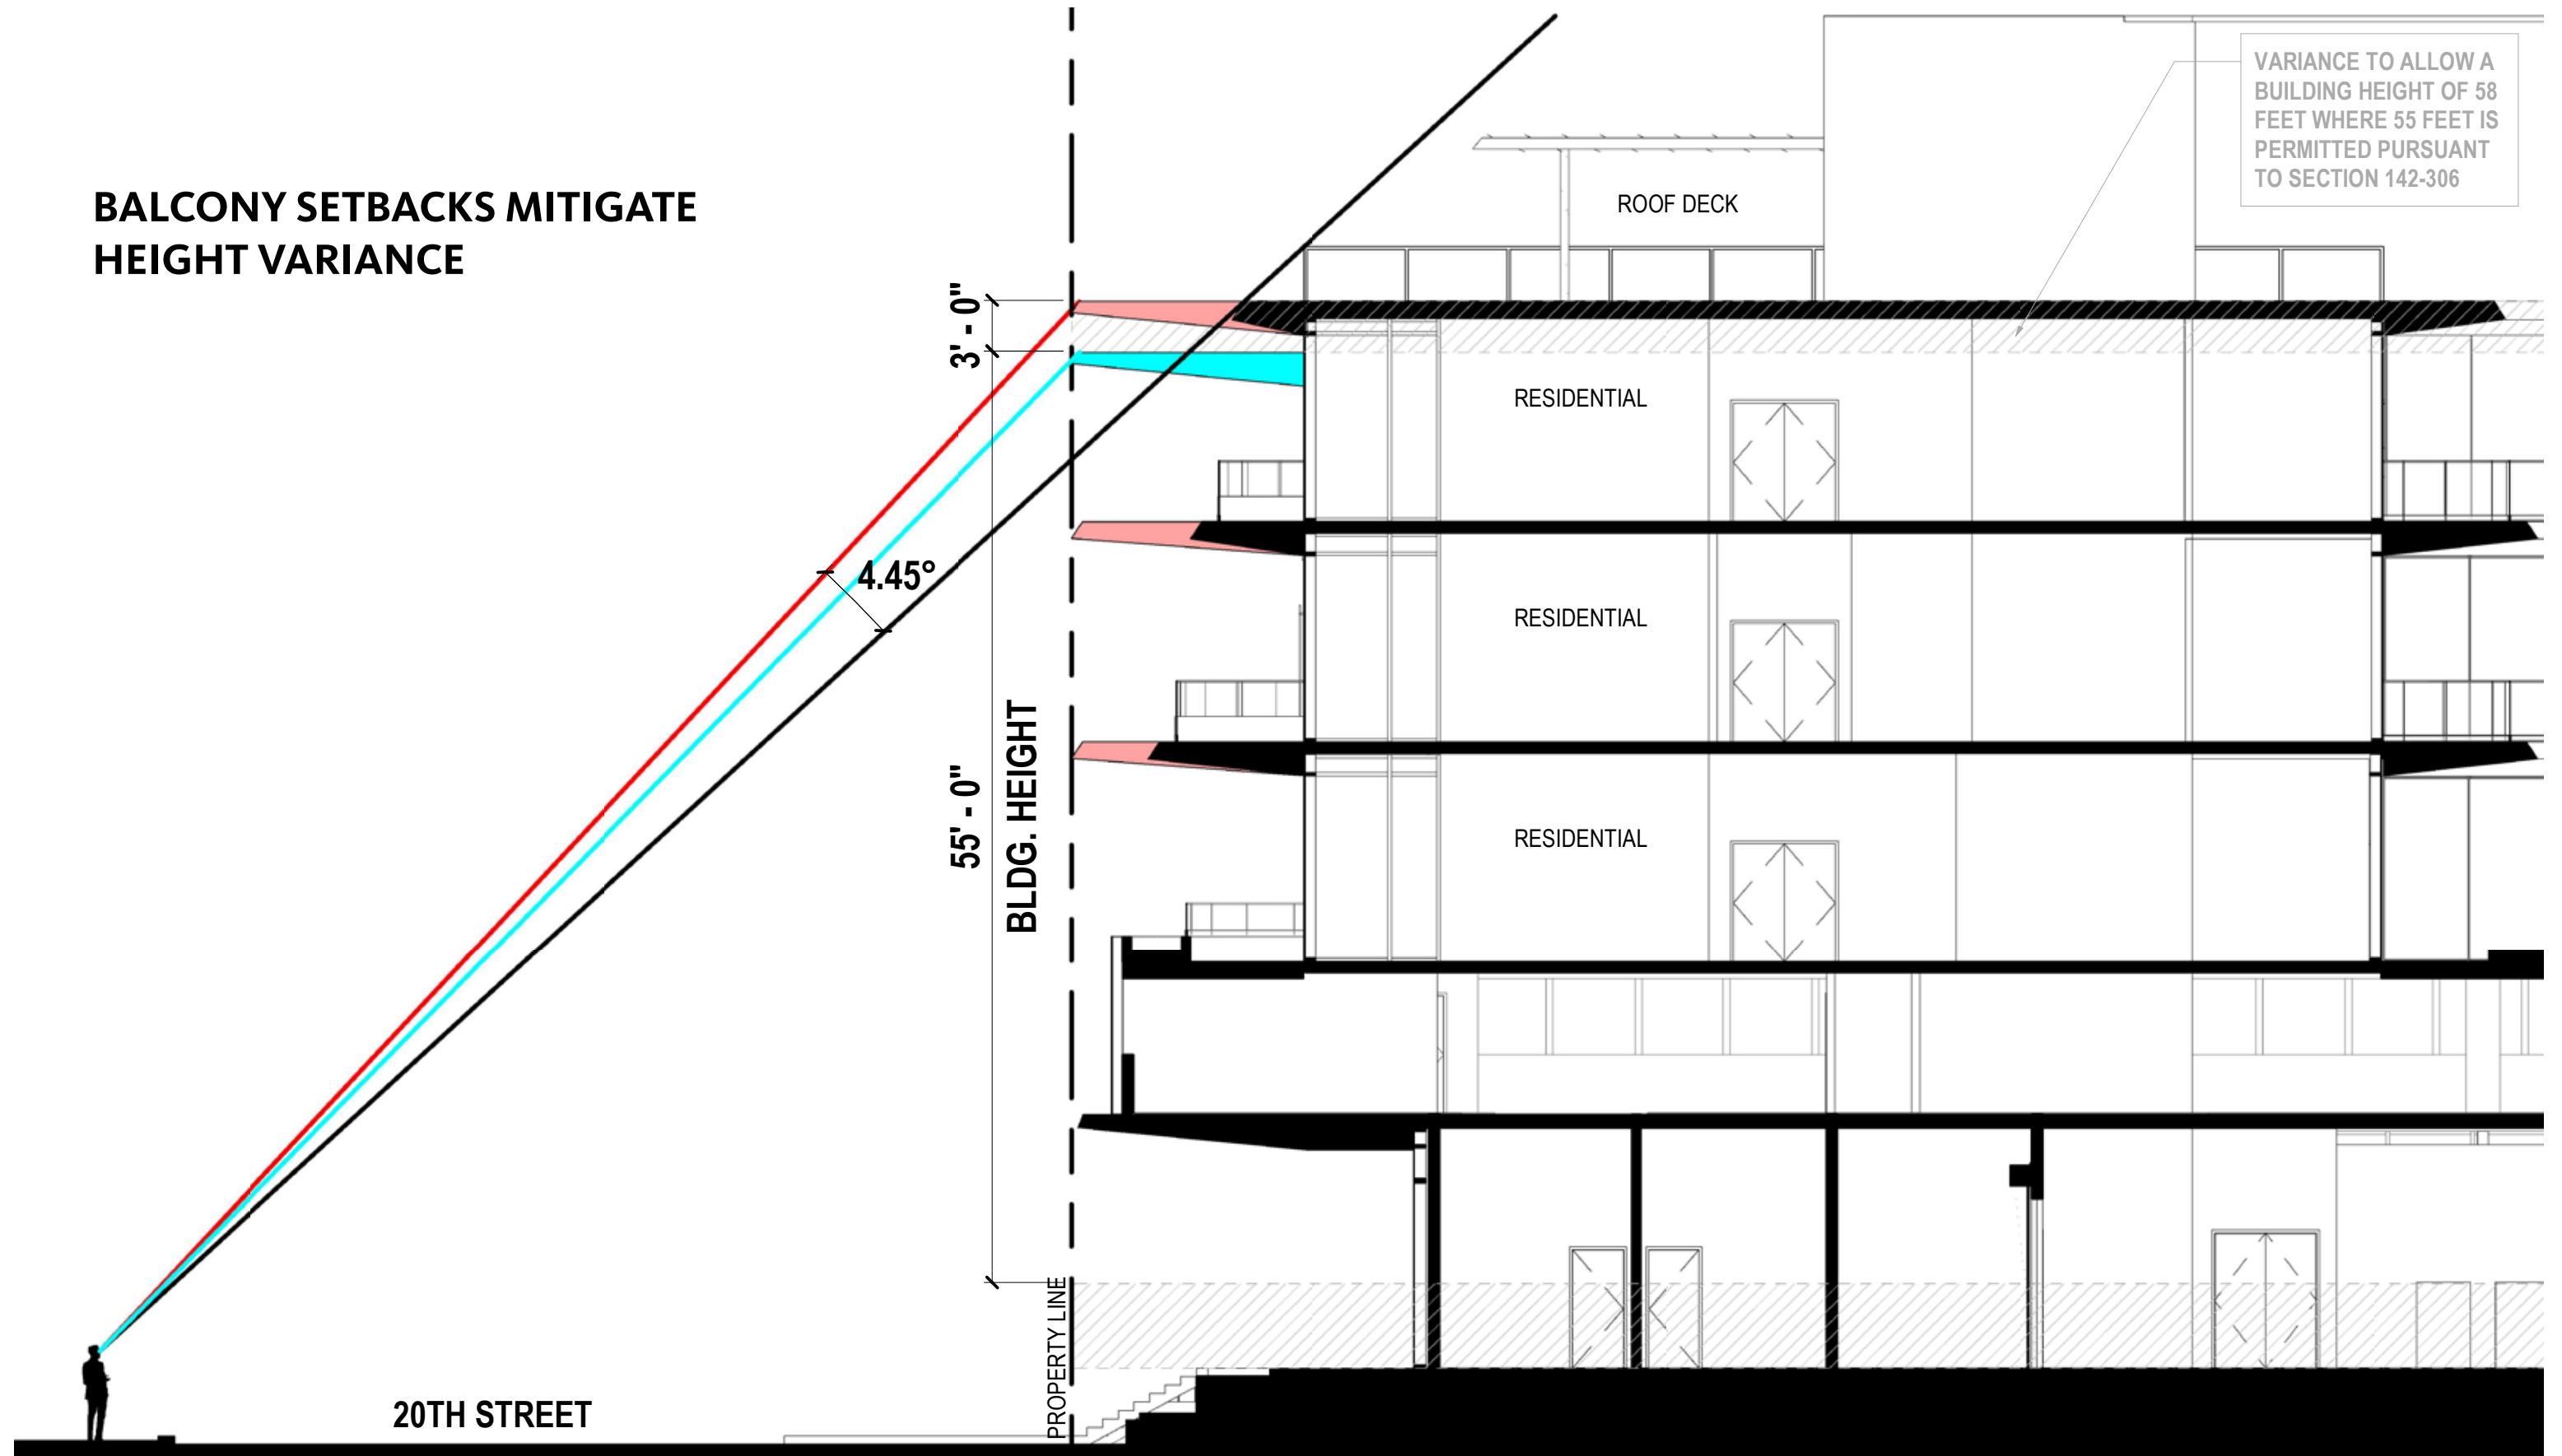 BALCONY SETBACKS MITIGATE
HEIGHT VARIANCE
VARIANCE TO ALLOW A
BUILDING HEIGHT OF 58
FEET WHERE 55 FEET IS
PERMITTED PURSUANT
TO SECTION 142-306
ROOF DECK
3' - 0"
RESIDENTIAL
4.45°
RESIDENTIAL
55' - 0"
BLDG. HEIGHT
RESIDENTIAL
PROPERTY LINE
20TH STREET